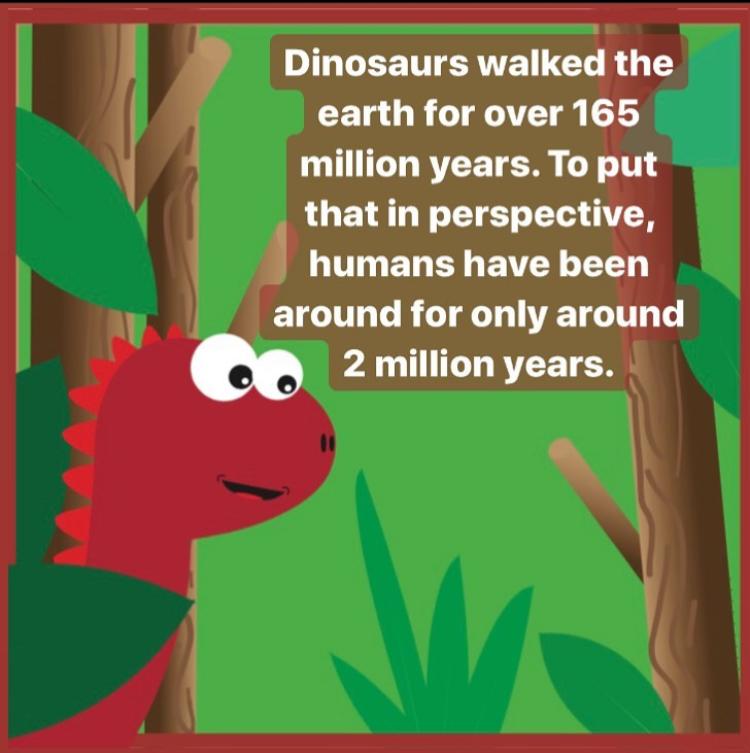 Dinosaurs walked the
earth for over 165
million years. To put
that in perspective,
humans have been
around for only around
2 million years.